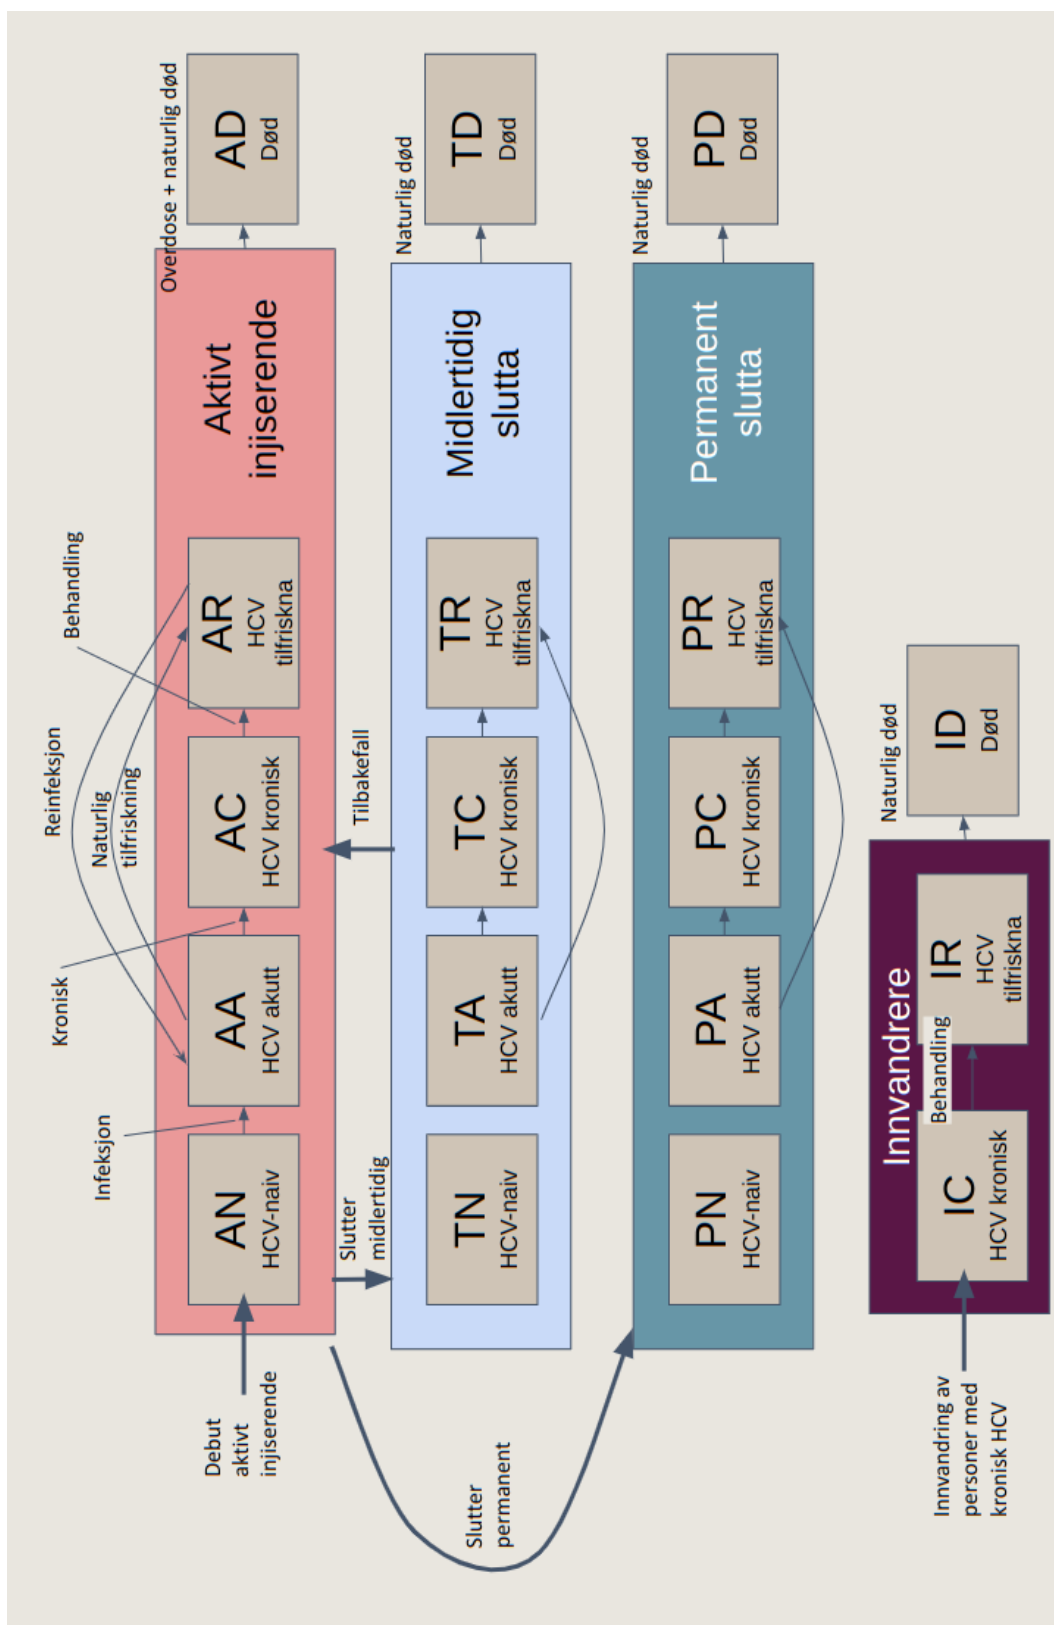 Reinfeksjon
Behandling
Kronisk
Naturlig
tilfriskning
Infeksjon
Overdose + naturlig død
Debut
aktivt
injiserende
AN
HCV-naiv
AA
HCV akutt
AC
HCV kronisk
AR
HCV
tilfriskna
Aktivt
injiserende
AD
Død
Slutter
midlertidig
Tilbakefall
Naturlig død
TN
HCV-naiv
TA
HCV akutt
TC
HCV kronisk
TR
HCV
tilfriskna
Midlertidig
slutta
TD
Død
Slutter
permanent
Naturlig død
PN
HCV-naiv
PA
HCV akutt
PC
HCV kronisk
PR
HCV
tilfriskna
Permanent
slutta
PD
Død
Innvandrere
Naturlig død
Innvandring av
personer med
kronisk HCV
IC
HCV kronisk
Behandling
IR
HCV
tilfriskna
ID
Død